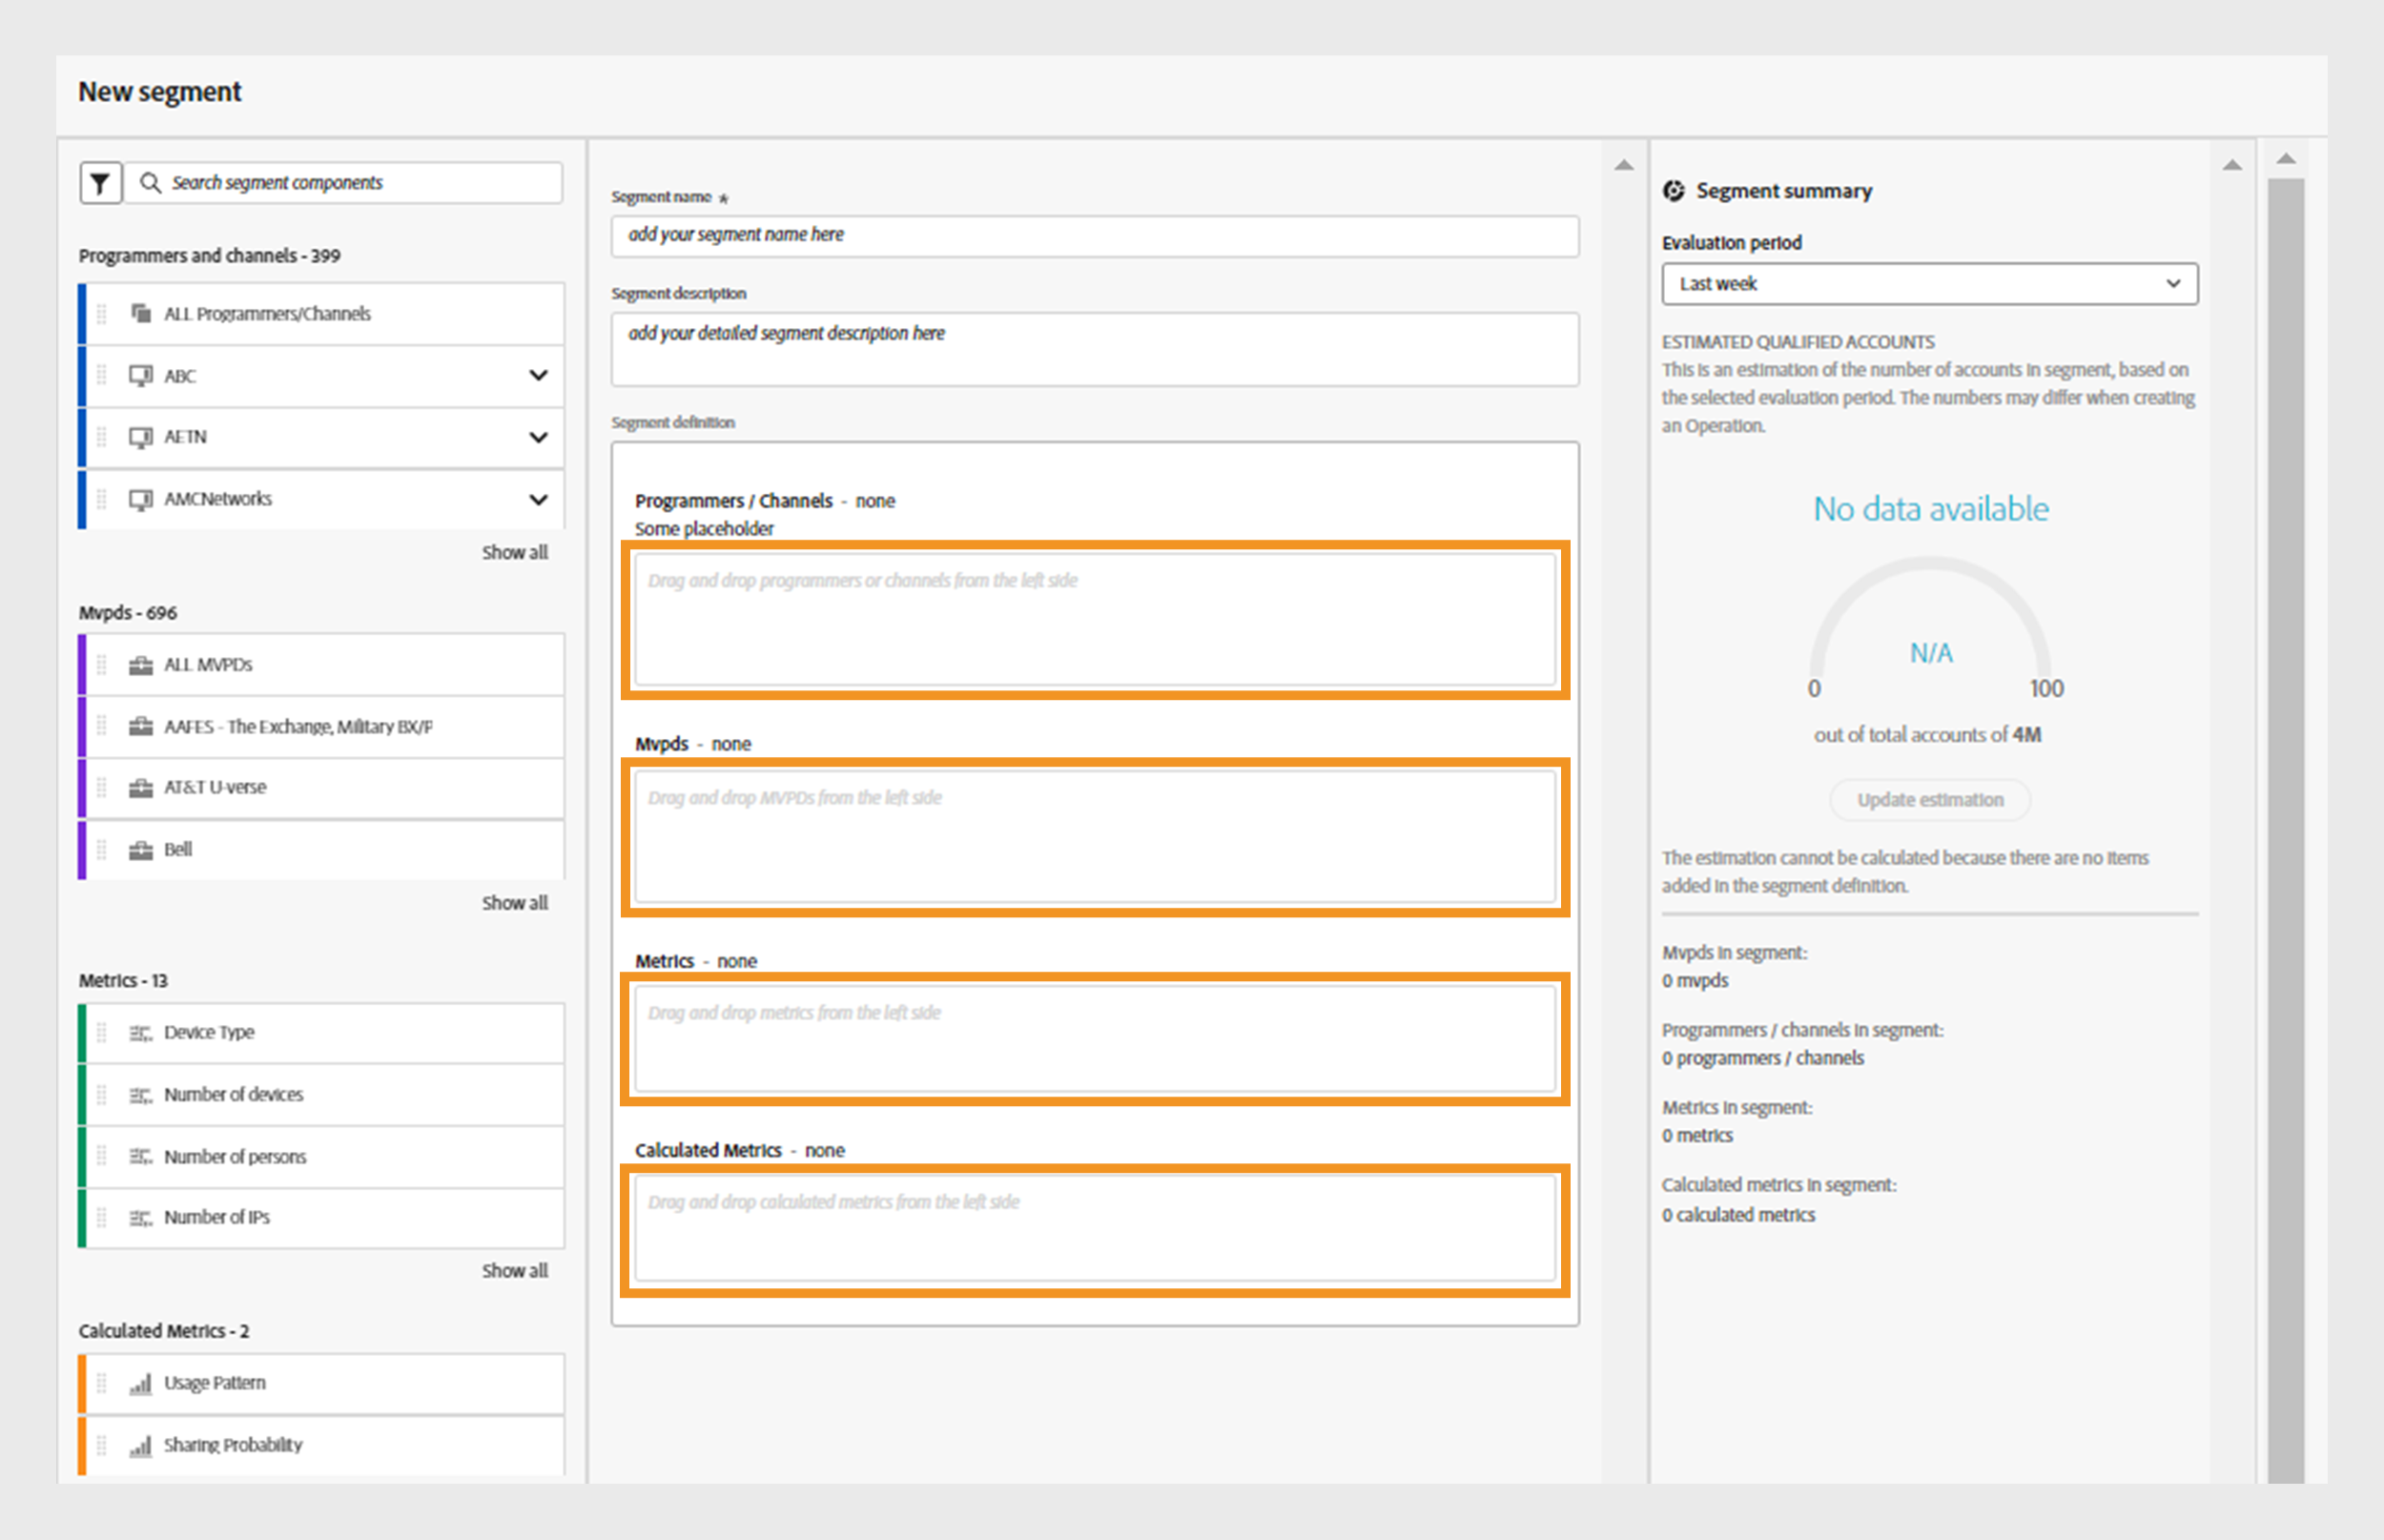 New segment
Search segment components
Programmers and channels - 399
ALL Programmers/Channels
ABC
AETN
AMCNetworks
Show all
Mvpds - 696
ALL MVPDs
AAFES - The Exchange, Military BX/P
AT&T U-verse
Bell
Show all
Metrics - 13
Device Type
Number of devices
Number of persons
Number of IPs
Show all
Calculated Metrics - 2
Usage Pattern
Sharing Probability
Segment name *
add your segment name here
Segment description
add your detailed segment description here
Segment definition
Programmers / Channels - none
Some placeholder
Drag and drop programmers or channels from the left side
Mvpds - none
Drag and drop MVPDs from the left side
Metrics - none
Drag and drop metrics from the left side
Calculated Metrics - none
Drag and drop calculated metrics from the left side
Segment summary
Evaluation period
Last week
ESTIMATED QUALIFIED ACCOUNTS
This is an estimation of the number of accounts in segment, based on
the selected evaluation period. The numbers may differ when creating
an Operation.
No data available
N/A
0 100
out of total accounts of 4M
Update estimation
The estimation cannot be calculated because there are no items
added in the segment definition.
Mvpds in segment:
0 mvpds
Programmers / channels in segment:
0 programmers / channels
Metrics in segment:
0 metrics
Calculated metrics in segment:
0 calculated metrics